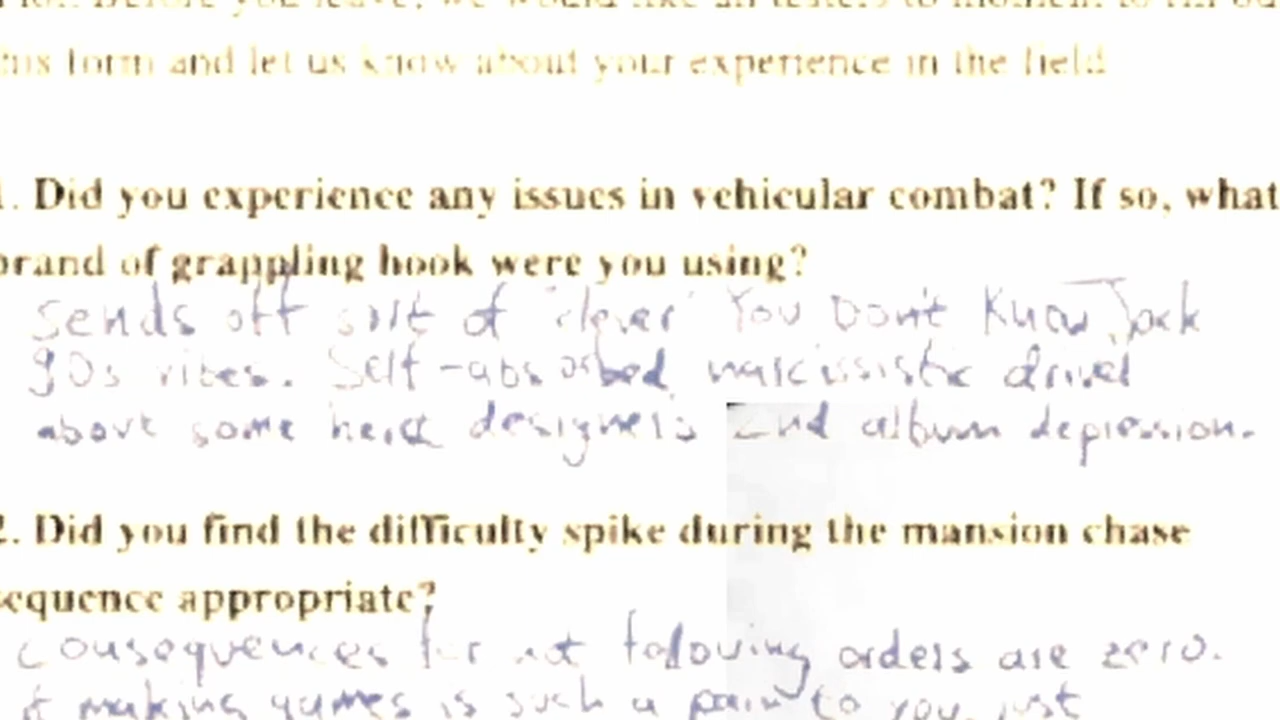 this form and let us know about your experience in the field
1. Did you experience any issues in vehicular combat? If so, what
brand of grappling hook were you using?
Sends off sort of 'clever' You Don't Know Jack
90s vibes. Self-absorbed narcissistic drivel
about some designer's 2nd album depression.
2. Did you find the difficulty spike during the mansion chase
sequence appropriate?
Consequences for not following orders are zero.
If making games is such a pain to you, just